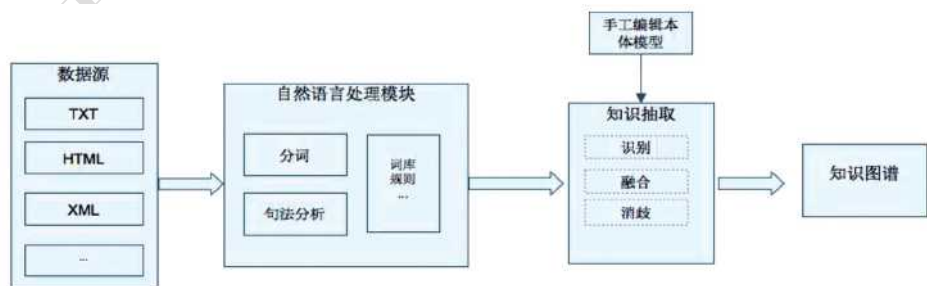 手工编辑本
体模型
数据源
TXT
HTML
XML
...
自然语言处理模块
分词
句法分析
词库
规则
...
知识抽取
识别
融合
消歧
知识图谱